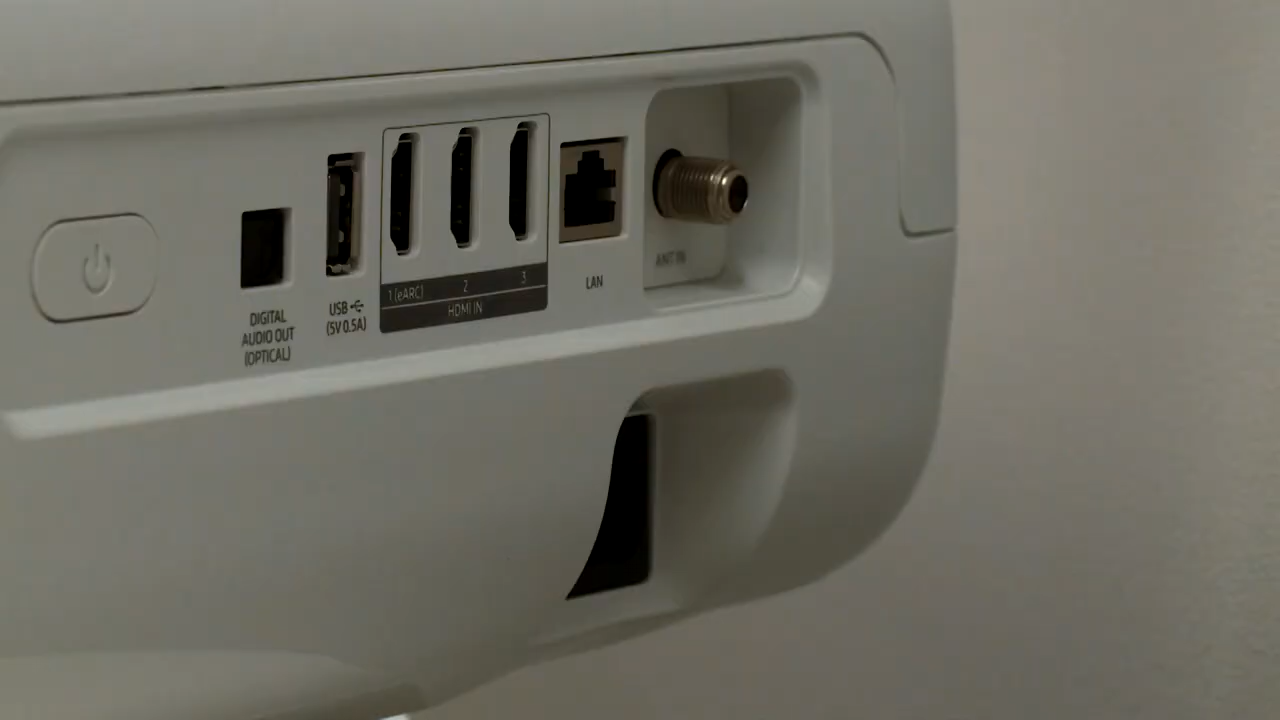 DIGITAL
AUDIO OUT
(OPTICAL)
USB
(5V 0.5A)
1 (eARC) 2 3
HDMI IN
LAN
ANT IN